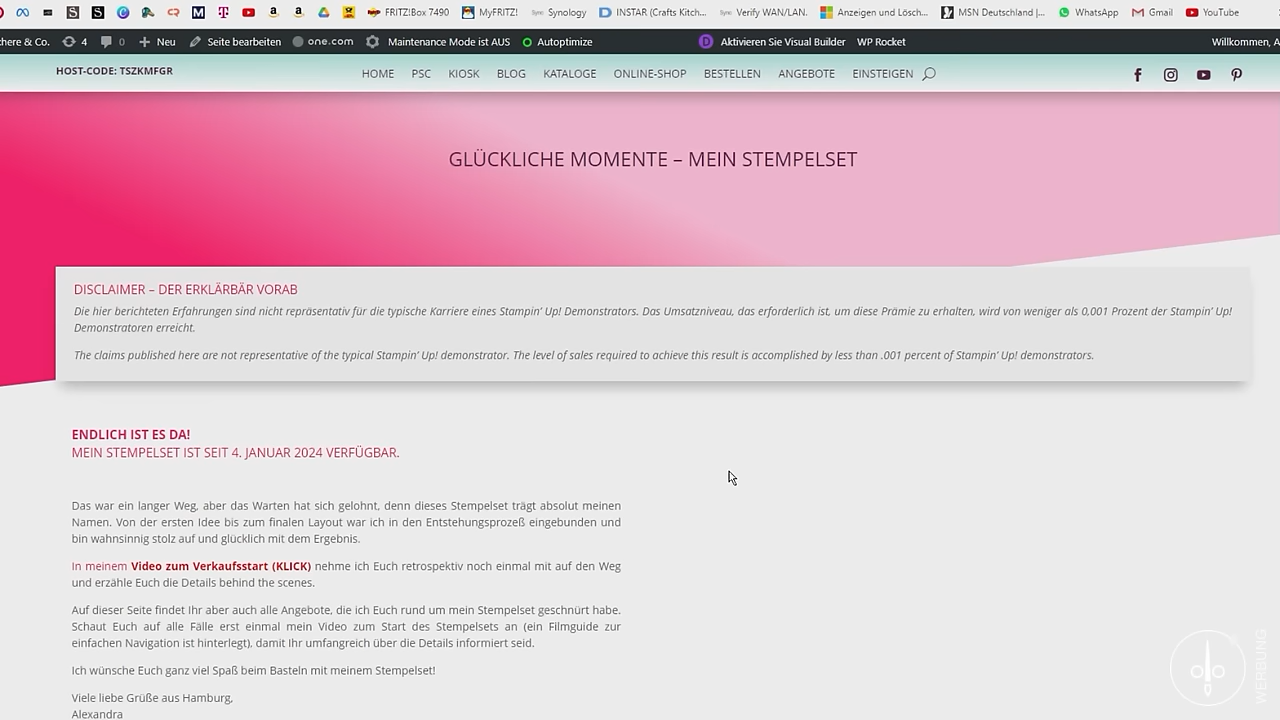 FRITZ!Box 7490 MyFRITZ! Synology INSTAR (Crafts Kitch... Verify WAN/LAN. Anzeigen und Lösch... MSN Deutschland |... WhatsApp Gmail YouTube
here & Co. 4 0 Neu Seite bearbeiten one.com Maintenance Mode ist AUS Autoptimize Aktivieren Sie Visual Builder WP Rocket Willkommen, A
HOST-CODE: TSZKMFGR HOME PSC KIOSK BLOG KATALOGE ONLINE-SHOP BESTELLEN ANGEBOTE EINSTEIGEN
GLÜCKLICHE MOMENTE – MEIN STEMPELSET
DISCLAIMER – DER ERKLÄRBÄR VORAB
Die hier berichteten Erfahrungen sind nicht repräsentativ für die typische Karriere eines Stampin' Up! Demonstrators. Das Umsatzniveau, das erforderlich ist, um diese Prämie zu erhalten, wird von weniger als 0,001 Prozent der Stampin' Up!
Demonstratoren erreicht.
The claims published here are not representative of the typical Stampin' Up! demonstrator. The level of sales required to achieve this result is accomplished by less than .001 percent of Stampin' Up! demonstrators.
ENDLICH IST ES DA!
MEIN STEMPELSET IST SEIT 4. JANUAR 2024 VERFÜGBAR.
Das war ein langer Weg, aber das Warten hat sich gelohnt, denn dieses Stempelset trägt absolut meinen
Namen. Von der ersten Idee bis zum finalen Layout war ich in den Entstehungsprozeß eingebunden und
bin wahnsinnig stolz auf und glücklich mit dem Ergebnis.
In meinem Video zum Verkaufsstart (KLICK) nehme ich Euch retrospektiv noch einmal mit auf den Weg
und erzähle Euch die Details behind the scenes.
Auf dieser Seite findet Ihr aber auch alle Angebote, die ich Euch rund um mein Stempelset geschnürt habe.
Schaut Euch auf alle Fälle erst einmal mein Video zum Start des Stempelsets an (ein Filmguide zur
einfachen Navigation ist hinterlegt), damit Ihr umfangreich über die Details informiert seid.
Ich wünsche Euch ganz viel Spaß beim Basteln mit meinem Stempelset!
Viele liebe Grüße aus Hamburg,
Alexandra
WERBUNG